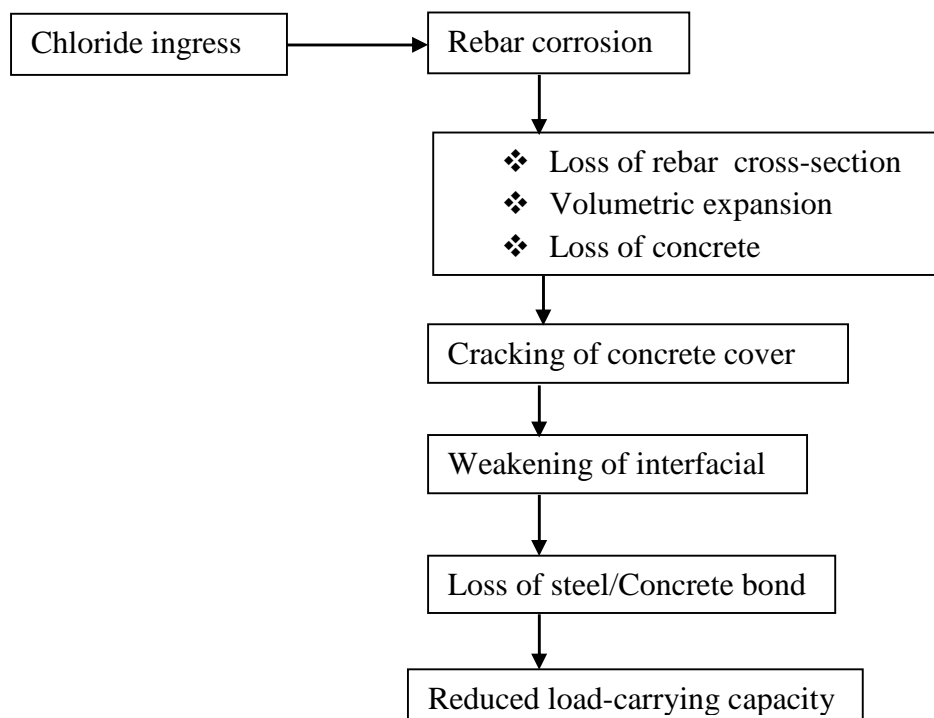 Chloride ingress
Rebar corrosion
❖ Loss of rebar cross-section
❖ Volumetric expansion
❖ Loss of concrete
Cracking of concrete cover
Weakening of interfacial
Loss of steel/Concrete bond
Reduced load-carrying capacity